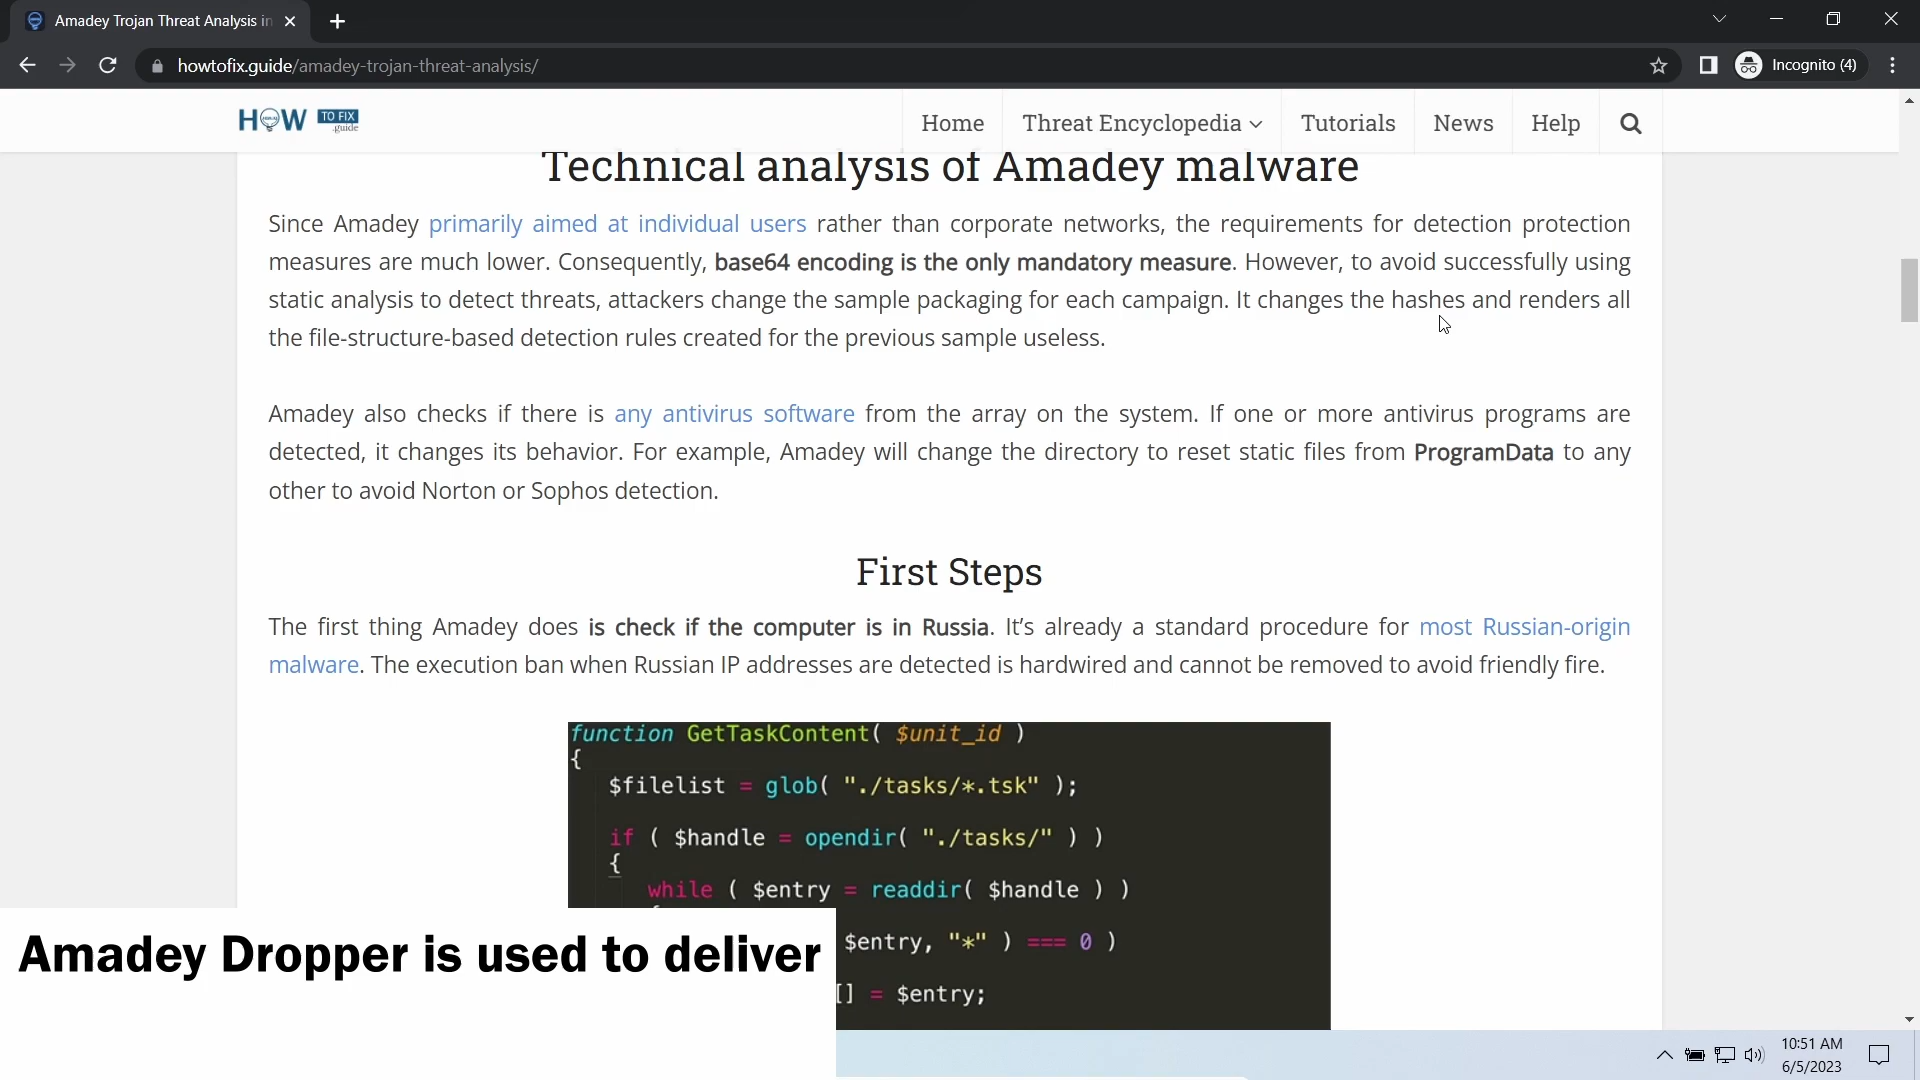 Amadey Trojan Threat Analysis in
howtofix.guide/amadey-trojan-threat-analysis/
Incognito (4)
HOW TO FIX .guide
Home Threat Encyclopedia Tutorials News Help
Technical analysis of Amadey malware
Since Amadey primarily aimed at individual users rather than corporate networks, the requirements for detection protection
measures are much lower. Consequently, base64 encoding is the only mandatory measure. However, to avoid successfully using
static analysis to detect threats, attackers change the sample packaging for each campaign. It changes the hashes and renders all
the file-structure-based detection rules created for the previous sample useless.
Amadey also checks if there is any antivirus software from the array on the system. If one or more antivirus programs are
detected, it changes its behavior. For example, Amadey will change the directory to reset static files from ProgramData to any
other to avoid Norton or Sophos detection.
First Steps
The first thing Amadey does is check if the computer is in Russia. It’s already a standard procedure for most Russian-origin
malware. The execution ban when Russian IP addresses are detected is hardwired and cannot be removed to avoid friendly fire.
function GetTaskContent( $unit_id )
{
$filelist = glob( "./tasks/*.tsk" );
if ( $handle = opendir( "./tasks/" ) )
{
while ( $entry = readdir( $handle ) )
$entry, "*" ) === 0 )
[] = $entry;
Amadey Dropper is used to deliver
10:51 AM
6/5/2023